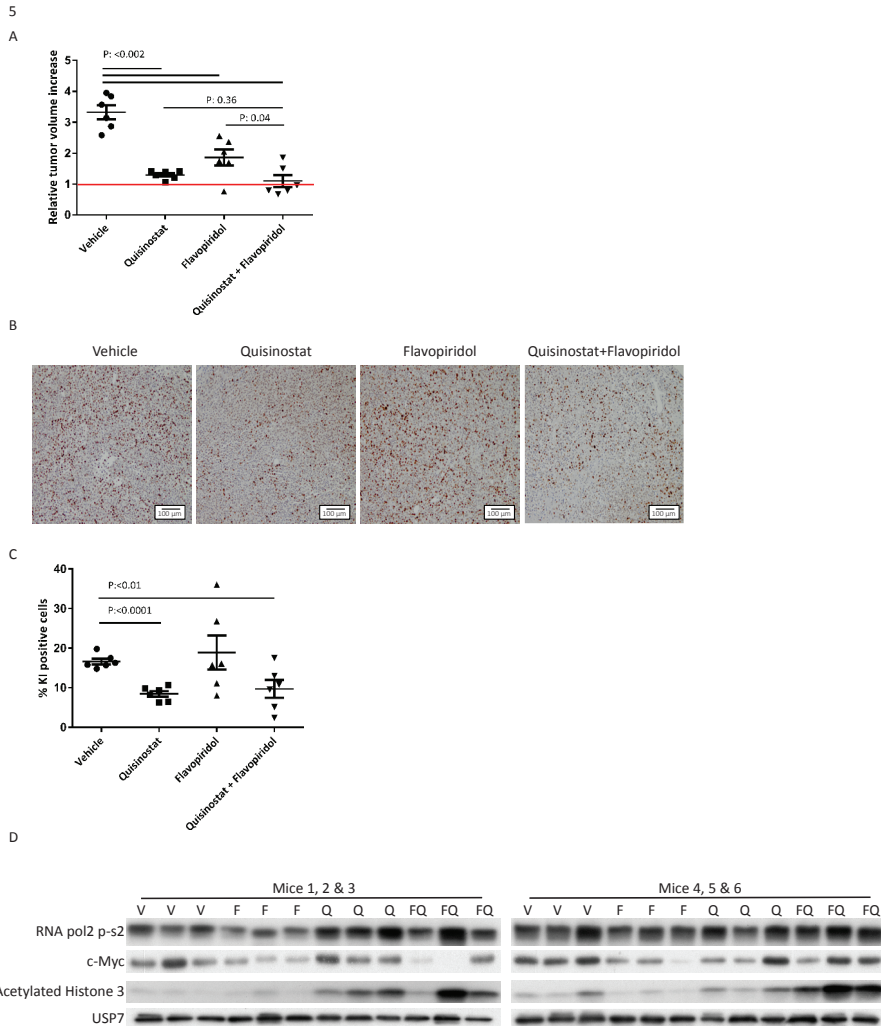 5
A
P: <0.002
P: 0.36
P: 0.04
Relative tumor volume increase
5
4
3
2
1
0
Vehicle
Quisinostat
Flavopiridol
Quisinostat + Flavopiridol
B
Vehicle Quisinostat Flavopiridol Quisinostat+Flavopiridol
100 µm 100 µm 100 µm 100 µm
C
P:<0.01
P:<0.0001
% KI positive cells
40
30
20
10
0
Vehicle
Quisinostat
Flavopiridol
Quisinostat + Flavopiridol
D
Mice 1, 2 & 3 Mice 4, 5 & 6
V V V F F F Q Q Q FQ FQ FQ V V V F F F Q Q Q FQ FQ FQ
RNA pol2 p-s2
c-Myc
Acetylated Histone 3
USP7